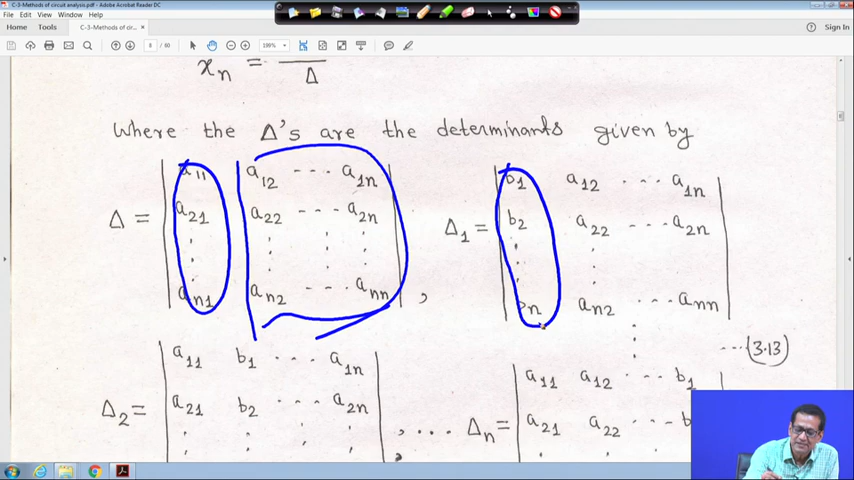 C-3-Methods of circuit analysis.pdf - Adobe Acrobat Reader DC
File Edit View Window Help
Home Tools C-3-Methods of cir... × Sign In
3 / 60 199%
xₙ = ――
Δ
Where the Δ's are the determinants given by
Δ = | a₁₁ a₁₂ --- a₁ₙ | , Δ₁ = | b₁ a₁₂ --- a₁ₙ |
a₂₁ a₂₂ --- a₂ₙ b₂ a₂₂ --- a₂ₙ
aₙ₁ aₙ₂ --- aₙₙ bₙ aₙ₂ --- aₙₙ
---(3.13)
Δ₂ = | a₁₁ b₁ --- a₁ₙ | , .... Δₙ = | a₁₁ a₁₂ --- b₁ |
a₂₁ b₂ --- a₂ₙ a₂₁ a₂₂ --- b